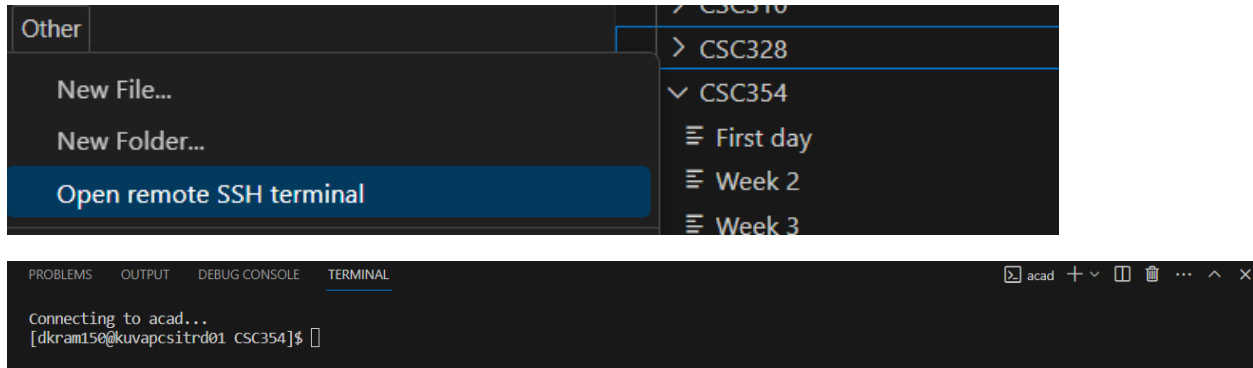 CSC310
Other
CSC328
New File...
CSC354
New Folder...
First day
Open remote SSH terminal
Week 2
Week 3
PROBLEMS OUTPUT DEBUG CONSOLE TERMINAL acad
Connecting to acad...
[dkram150@kuvapcsitrd01 CSC354]$